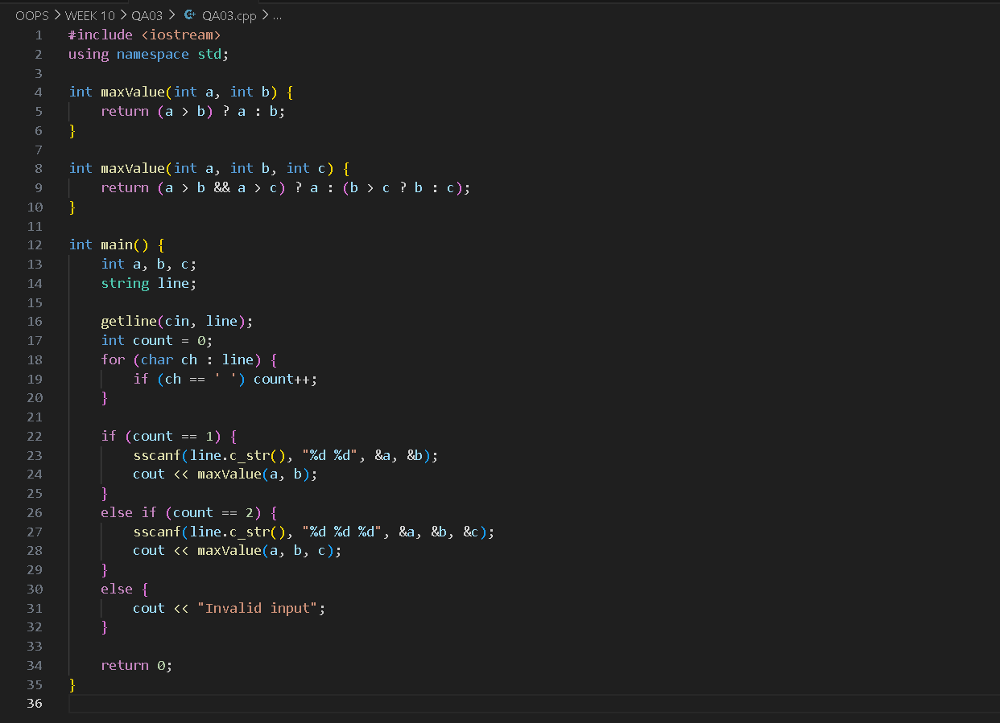 OOPS > WEEK 10 > QA03 > QA03.cpp > ...
1 #include <iostream>
2 using namespace std;
3
4 int maxValue(int a, int b) {
5     return (a > b) ? a : b;
6 }
7
8 int maxValue(int a, int b, int c) {
9     return (a > b && a > c) ? a : (b > c ? b : c);
10 }
11
12 int main() {
13     int a, b, c;
14     string line;
15
16     getline(cin, line);
17     int count = 0;
18     for (char ch : line) {
19         if (ch == ' ') count++;
20     }
21
22     if (count == 1) {
23         sscanf(line.c_str(), "%d %d", &a, &b);
24         cout << maxValue(a, b);
25     }
26     else if (count == 2) {
27         sscanf(line.c_str(), "%d %d %d", &a, &b, &c);
28         cout << maxValue(a, b, c);
29     }
30     else {
31         cout << "Invalid input";
32     }
33
34     return 0;
35 }
36